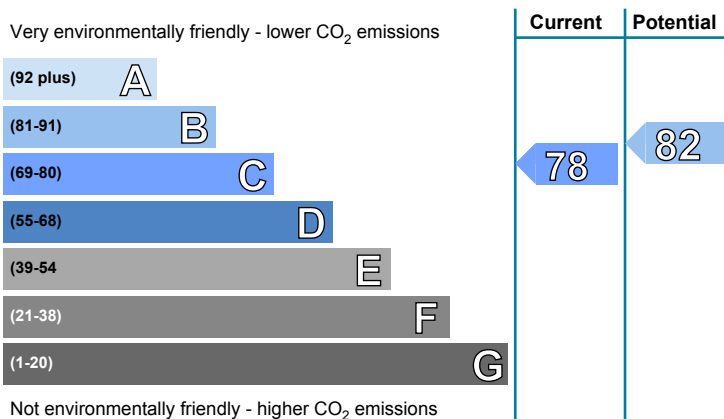 Current Potential
Very environmentally friendly - lower CO2 emissions
(92 plus) A
(81-91) B
82
(69-80) C
78
(55-68) D
(39-54 E
(21-38) F
(1-20) G
Not environmentally friendly - higher CO2 emissions